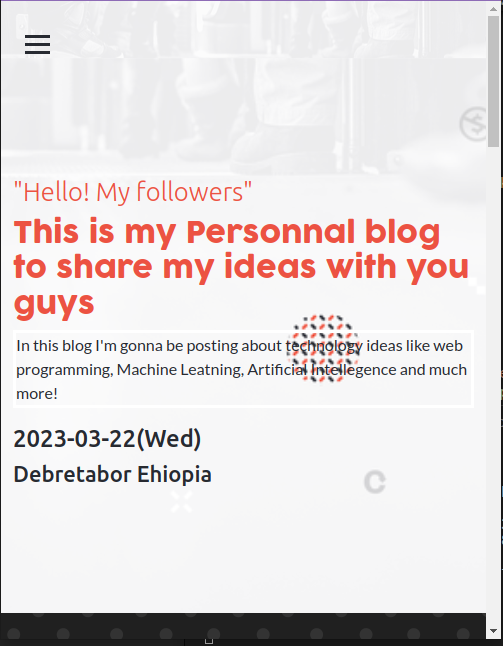 "Hello! My followers"
This is my Personnal blog
to share my ideas with you
guys
In this blog I'm gonna be posting about technology ideas like web
programming, Machine Leatning, Artificial Intellegence and much
more!
2023-03-22(Wed)
Debretabor Ehiopia